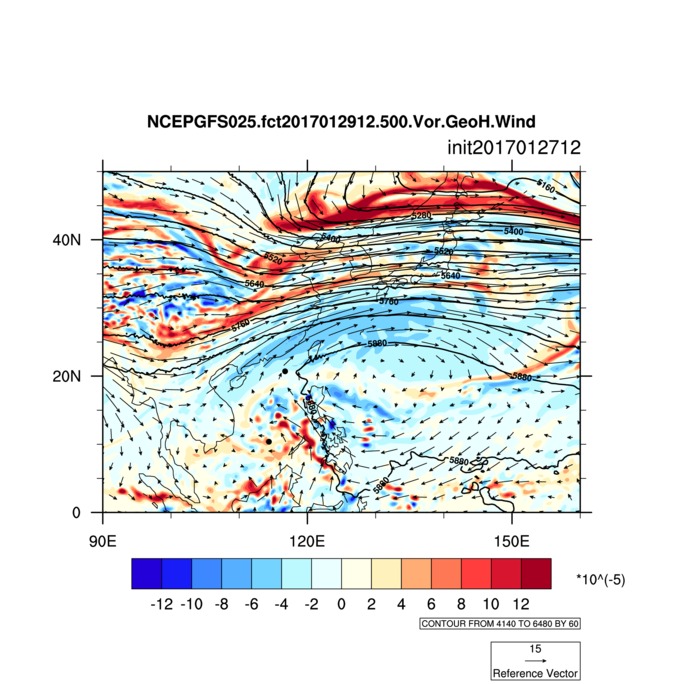 NCEPGFS025.fct2017012912.500.Vor.GeoH.Wind
init2017012712
5160
5280
5400
5400
5520
5520
5640
5640
5760
5760
5880
5880
5880
5880
5880
40N
20N
0
90E 120E 150E
-12 -10 -8 -6 -4 -2 0 2 4 6 8 10 12 *10^(-5)
CONTOUR FROM 4140 TO 6480 BY 60
15
Reference Vector